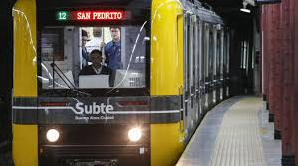 12 SAN PEDRITO
Subte
Buenos Aires Ciudad